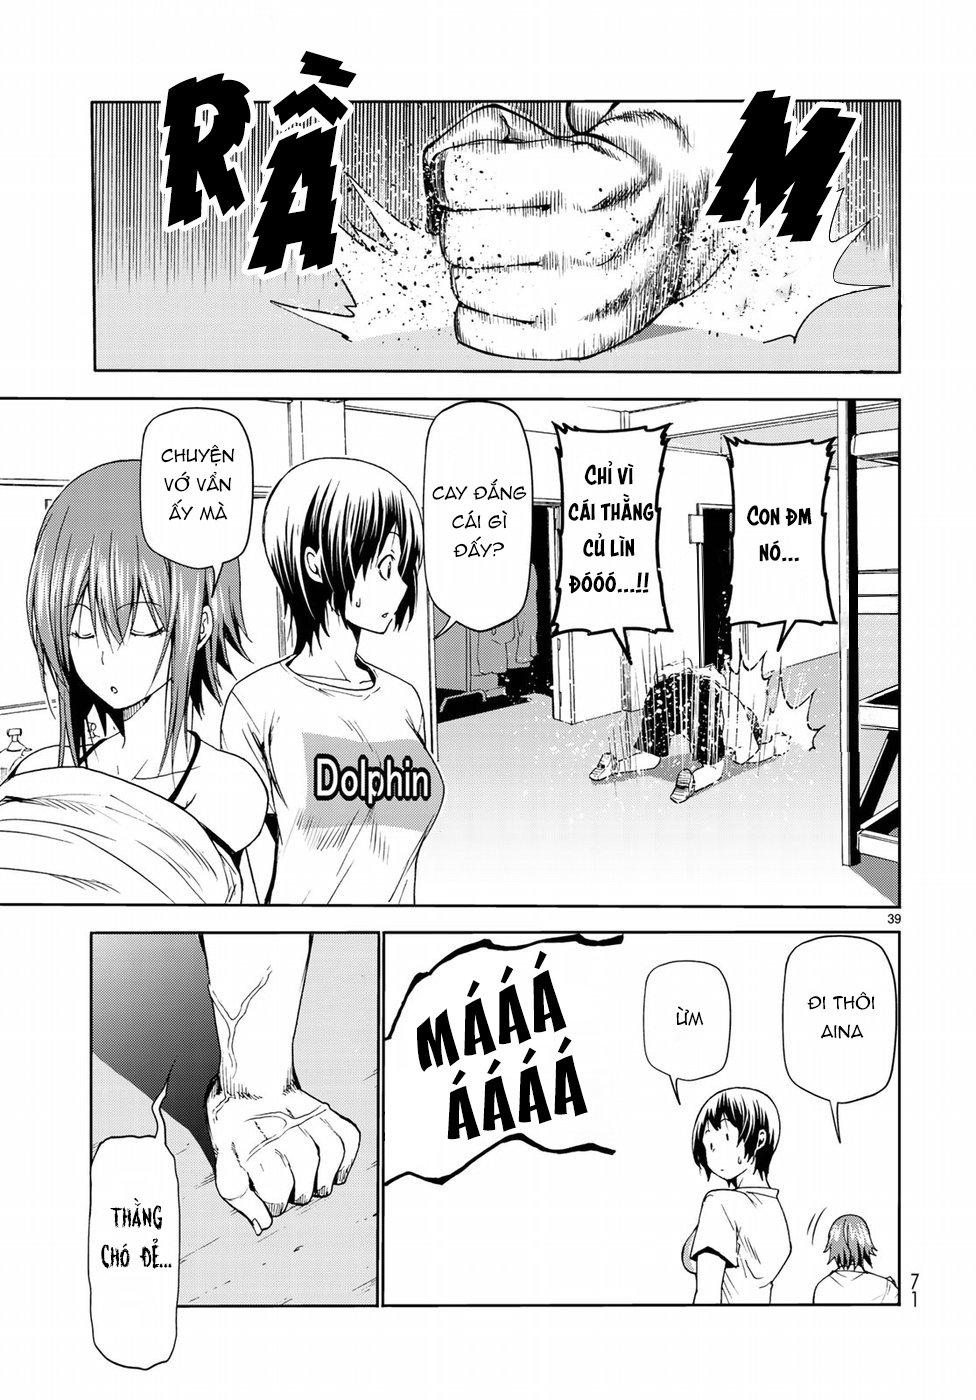 RẦM
CON ĐM
NÓ...
CHỈ VÌ
CÁI THẰNG
CỦ LÌN
ĐÓÓÓ...!!
CAY ĐẮNG
CÁI GÌ
ĐẤY?
CHUYỆN
VỚ VẨN
ẤY MÀ
Dolphin
39
ĐI THÔI
AINA
ỪM
MÁÁÁ
ÁÁÁÁ
THẰNG
CHÓ ĐẺ...
71